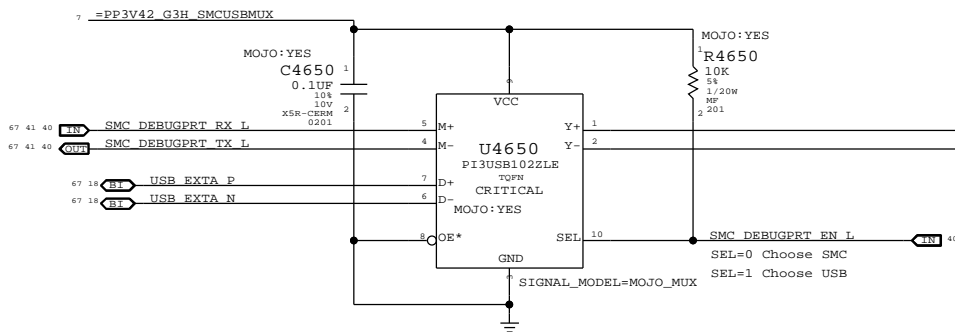 7 =PP3V42_G3H_SMCUSBMUX
MOJO:YES
C4650 1
0.1UF
10%
10V 2
X5R-CERM
0201
MOJO:YES
1 R4650
10K
5%
1/20W
MF
2 201
9
VCC
67 41 40 IN SMC_DEBUGPRT_RX_L 5 M+
67 41 40 OUT SMC_DEBUGPRT_TX_L 4 M-
Y+ 1
Y- 2
U4650
PI3USB102ZLE
TQFN
CRITICAL
MOJO:YES
67 18 BI USB_EXTA_P 7 D+
67 18 BI USB_EXTA_N 6 D-
8 OE*
SEL 10 SMC_DEBUGPRT_EN_L IN 40
SEL=0 Choose SMC
SEL=1 Choose USB
GND
3
SIGNAL_MODEL=MOJO_MUX